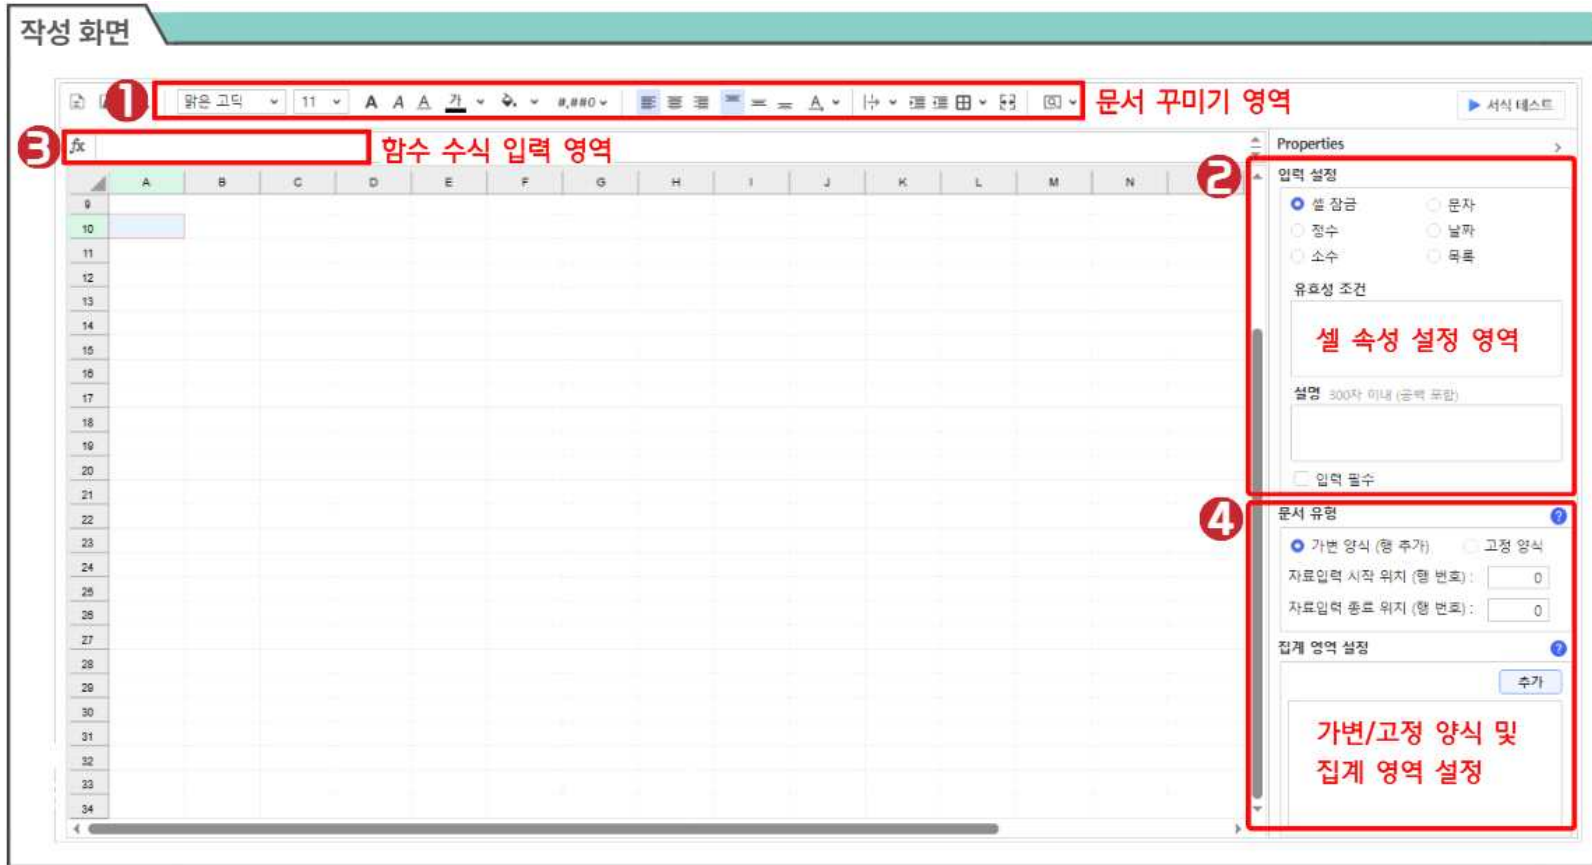 작성 화면
1
맑은 고딕 11 A A A 가 #,##0 A
문서 꾸미기 영역
▶ 서식 테스트
3
fx
함수 수식 입력 영역
Properties
A B C D E F G H I J K L M N
9
10
11
12
13
14
15
16
17
18
19
20
21
22
23
24
25
26
27
28
29
30
31
32
33
34
2
입력 설정
셀 잠금 문자
정수 날짜
소수 목록
유효성 조건
셀 속성 설정 영역
설명 300자 이내 (공백 포함)
입력 필수
4
문서 유형 ?
가변 양식 (행 추가) 고정 양식
자료입력 시작 위치 (행 번호) : 0
자료입력 종료 위치 (행 번호) : 0
집계 영역 설정 ?
추가
가변/고정 양식 및
집계 영역 설정